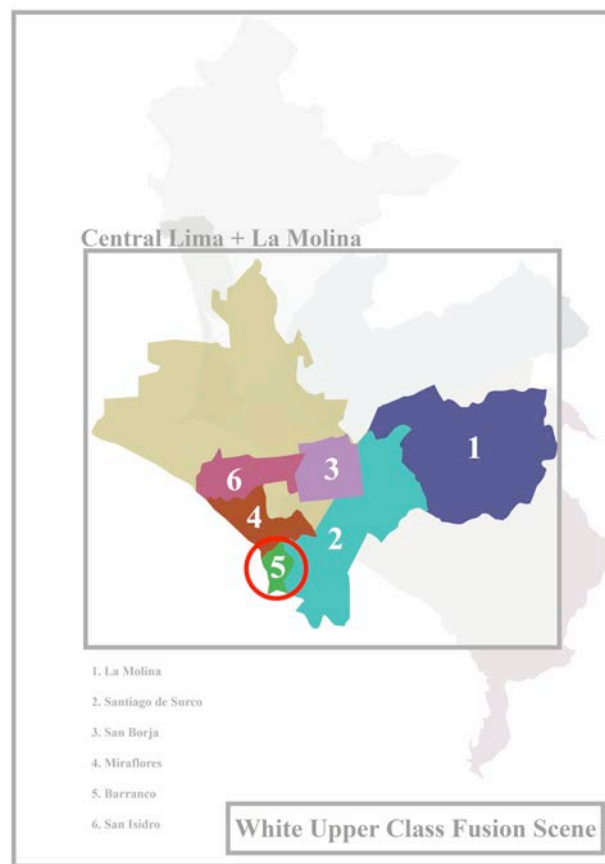 Central Lima + La Molina
1
6
3
4
2
5
1. La Molina
2. Santiago de Surco
3. San Borja
4. Miraflores
5. Barranco
6. San Isidro
White Upper Class Fusion Scene